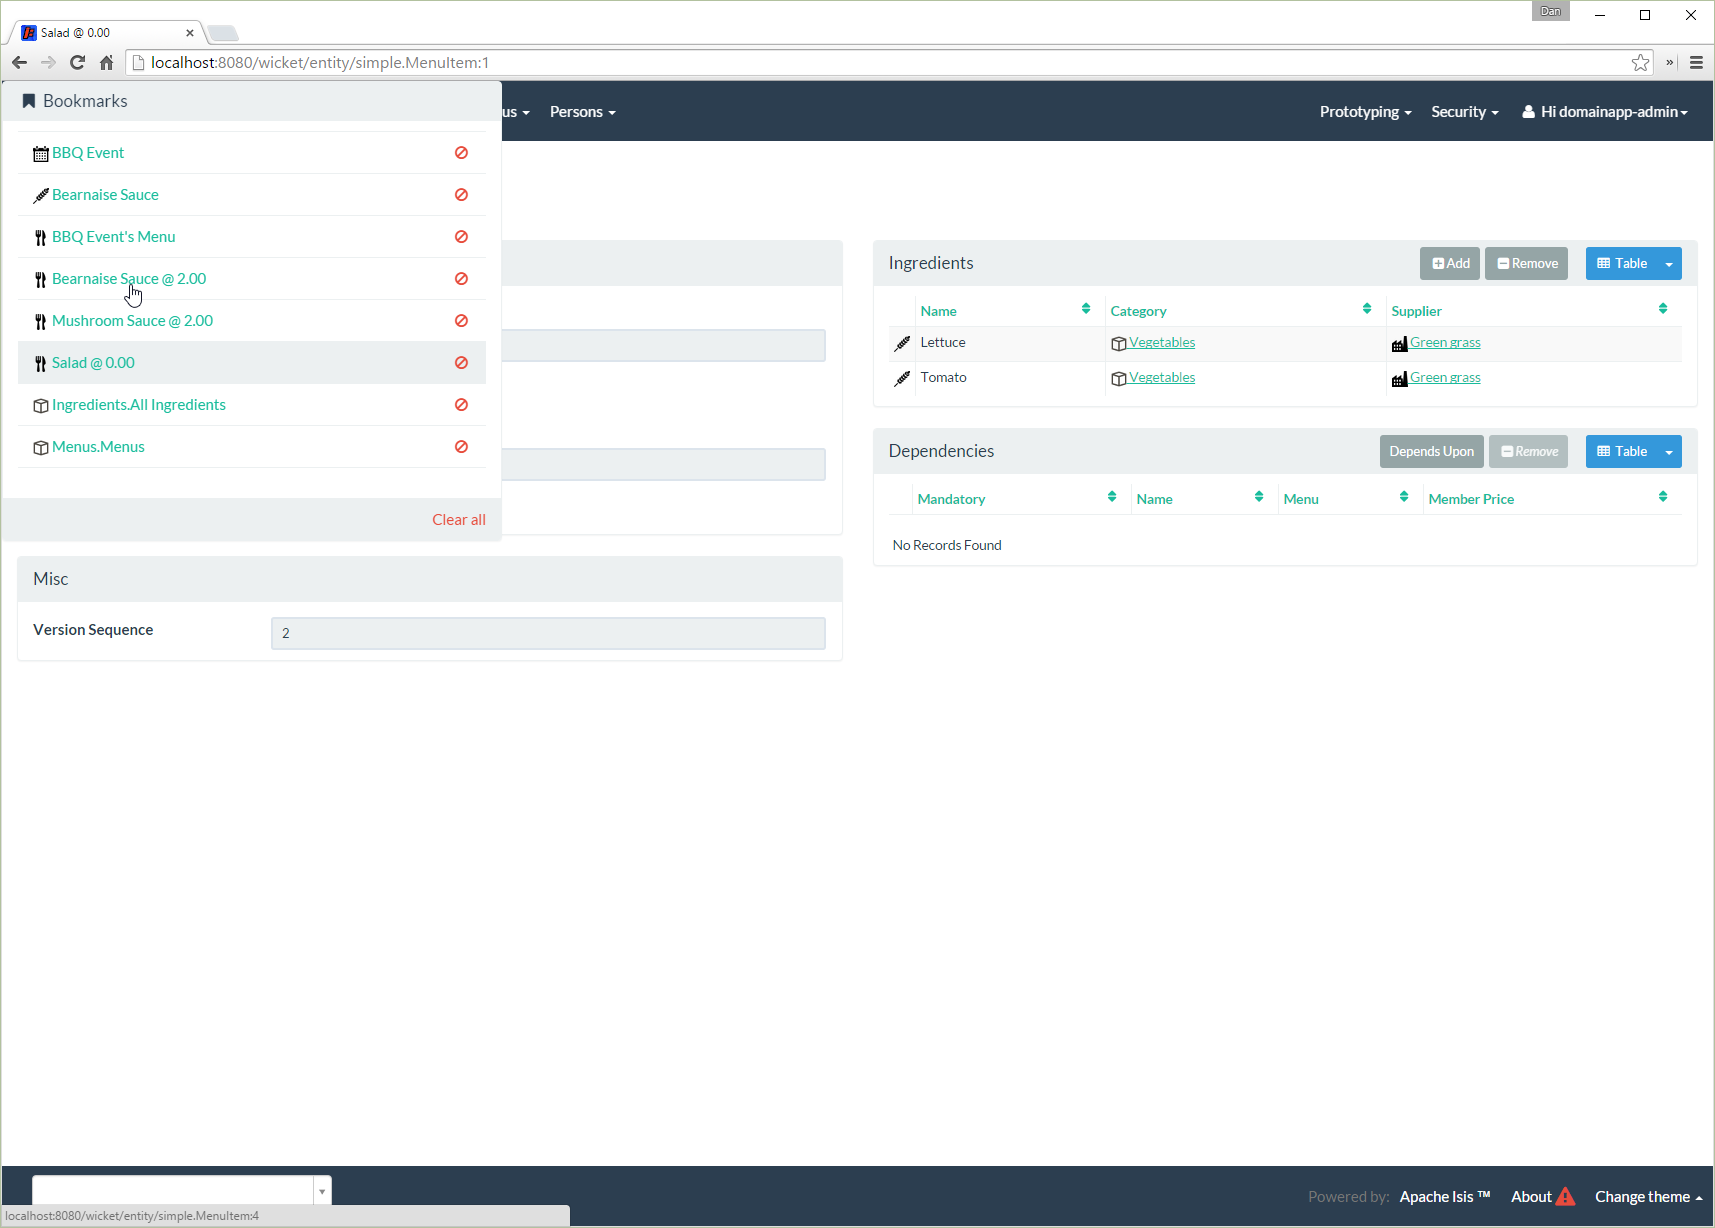 Dan
Salad @ 0.00
localhost:8080/wicket/entity/simple.MenuItem:1
»
Bookmarks
us
Persons
Prototyping
Security
Hi domainapp-admin
BBQ Event
Bearnaise Sauce
BBQ Event's Menu
Bearnaise Sauce @ 2.00
Mushroom Sauce @ 2.00
Salad @ 0.00
Ingredients.All Ingredients
Menus.Menus
Clear all
Misc
Version Sequence
2
Ingredients
Add
Remove
Table
Name
Category
Supplier
Lettuce
Vegetables
Green grass
Tomato
Vegetables
Green grass
Dependencies
Depends Upon
Remove
Table
Mandatory
Name
Menu
Member Price
No Records Found
Powered by:
Apache Isis ™
About
Change theme
localhost:8080/wicket/entity/simple.MenuItem:4